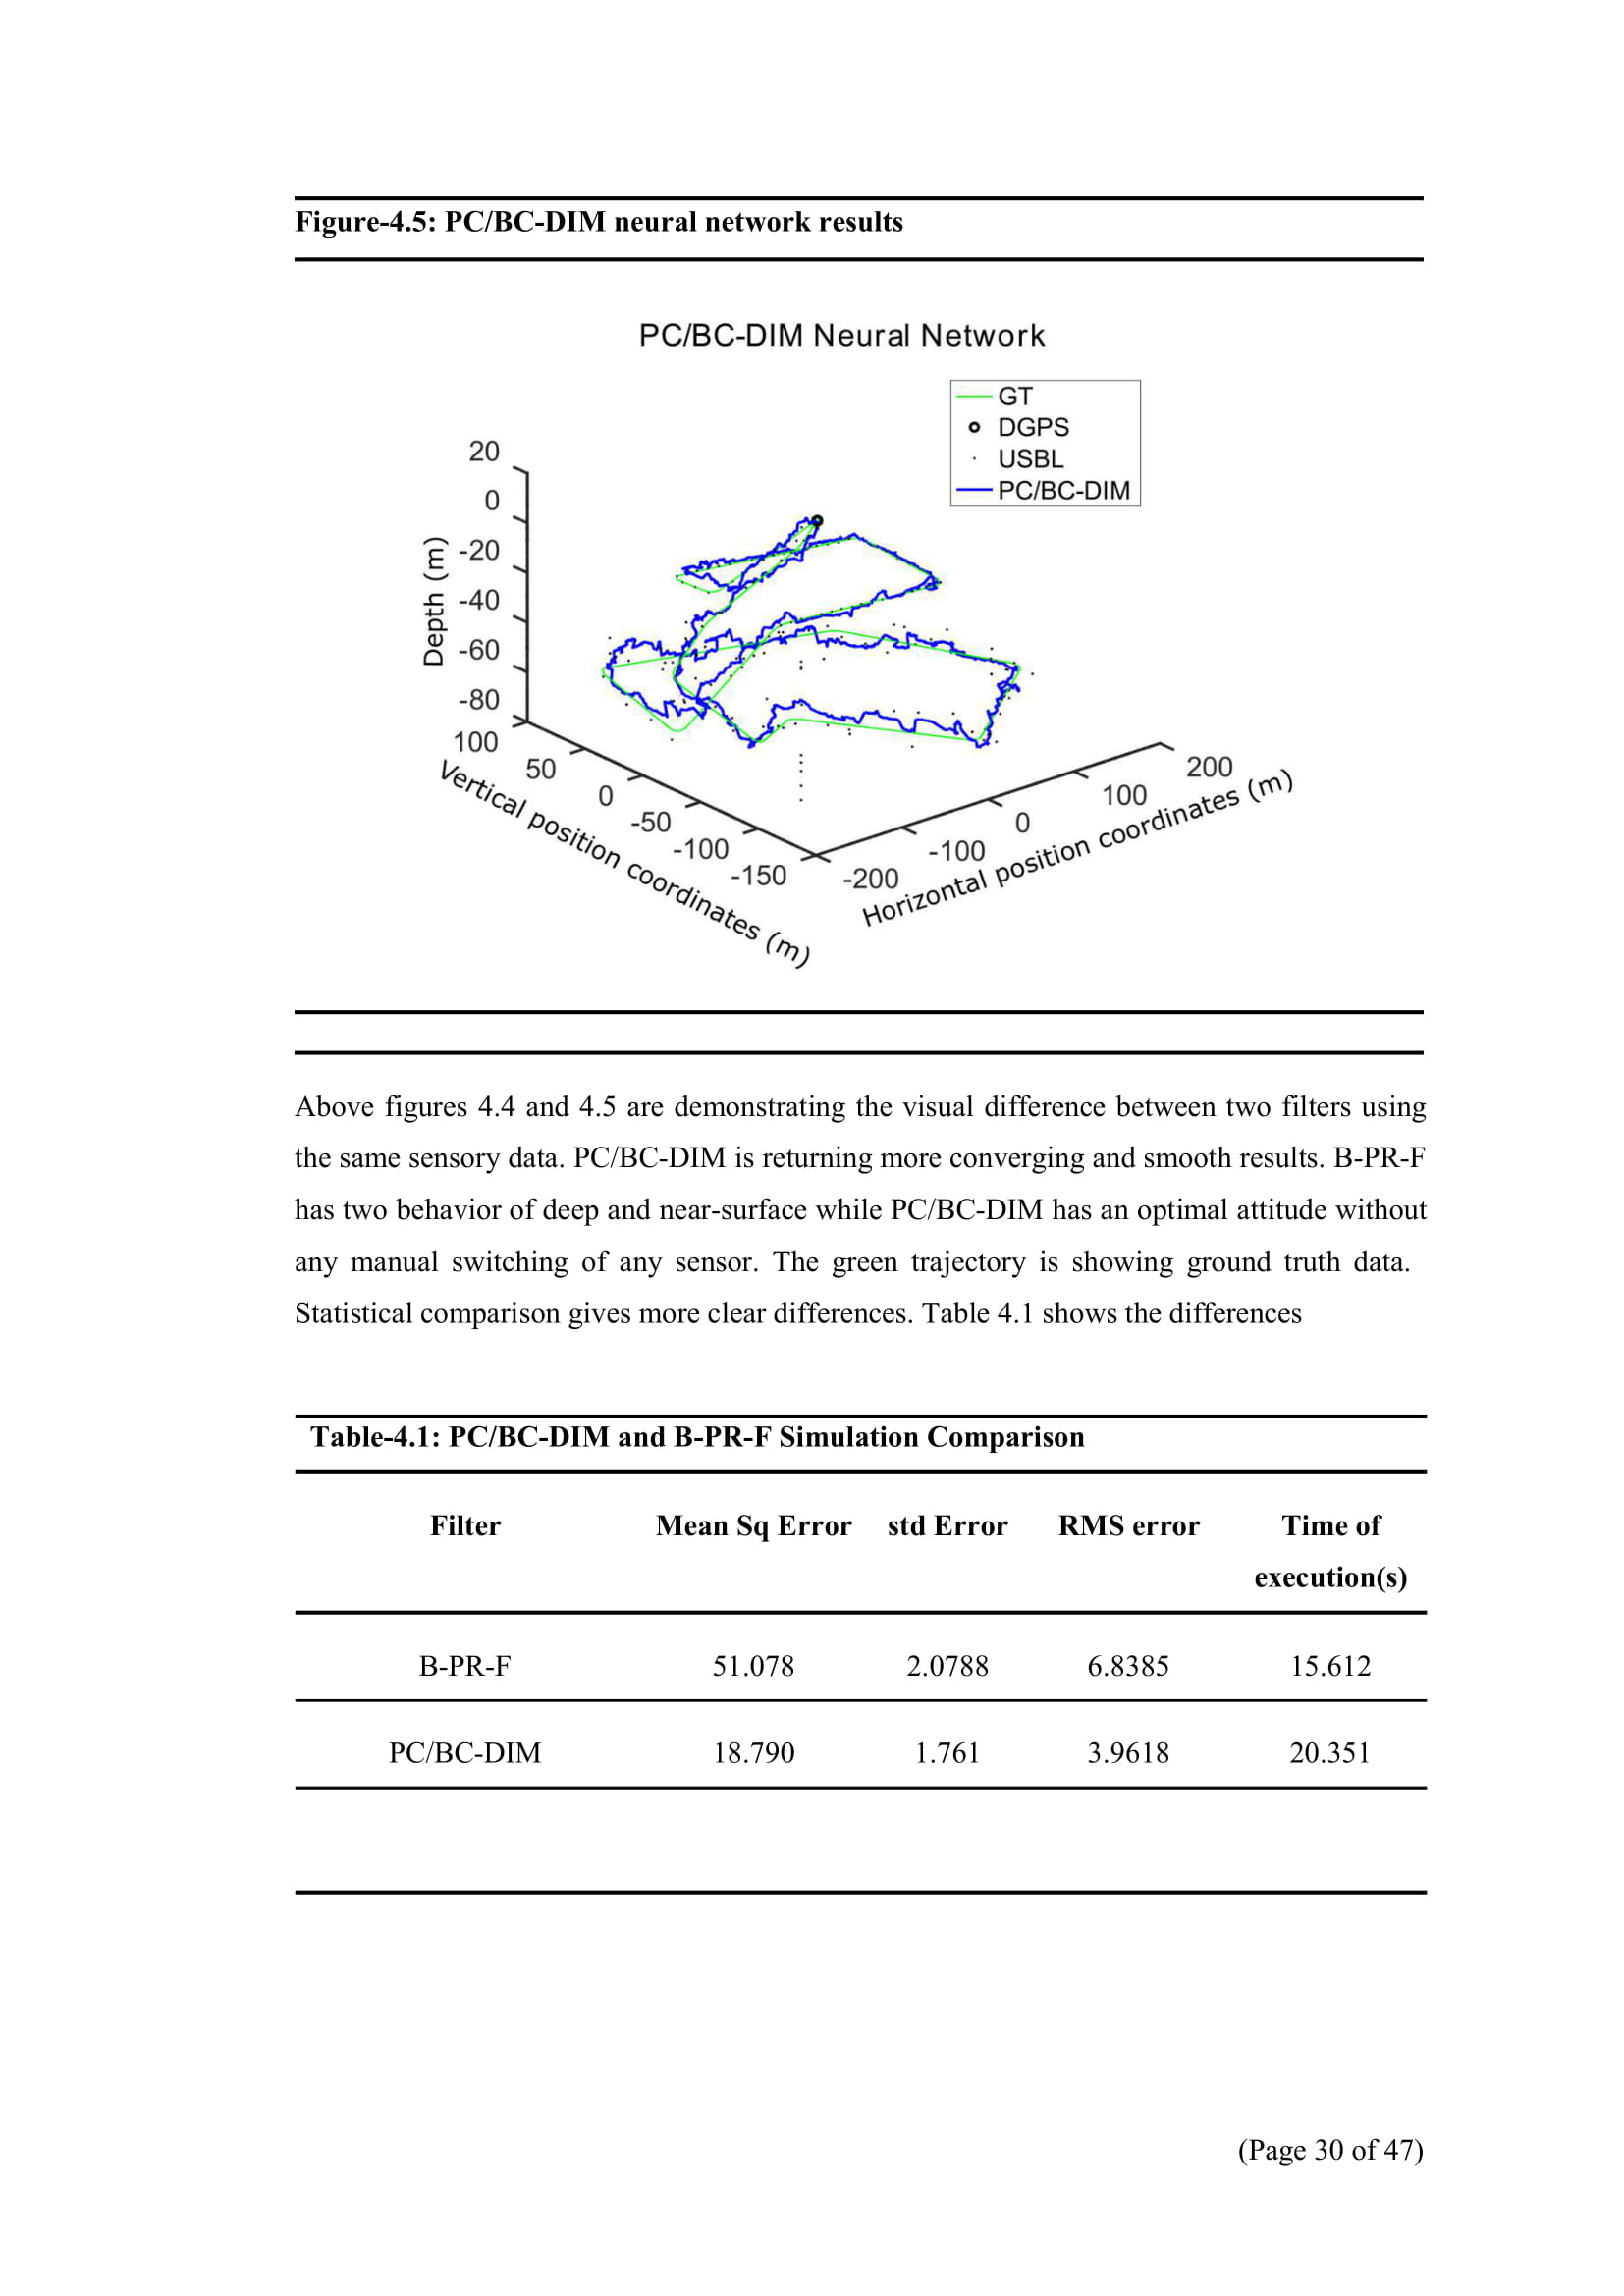 Figure-4.5: PC/BC-DIM neural network results
PC/BC-DIM Neural Network
GT
DGPS
USBL
PC/BC-DIM
20
0
-20
-40
-60
-80
Depth (m)
100
50
0
-50
-100
-150
Vertical position coordinates (m)
-200
-100
0
100
200
Horizontal position coordinates (m)
Above figures 4.4 and 4.5 are demonstrating the visual difference between two filters using
the same sensory data. PC/BC-DIM is returning more converging and smooth results. B-PR-F
has two behavior of deep and near-surface while PC/BC-DIM has an optimal attitude without
any manual switching of any sensor. The green trajectory is showing ground truth data.
Statistical comparison gives more clear differences. Table 4.1 shows the differences
Table-4.1: PC/BC-DIM and B-PR-F Simulation Comparison
Filter Mean Sq Error std Error RMS error Time of
execution(s)
B-PR-F 51.078 2.0788 6.8385 15.612
PC/BC-DIM 18.790 1.761 3.9618 20.351
(Page 30 of 47)